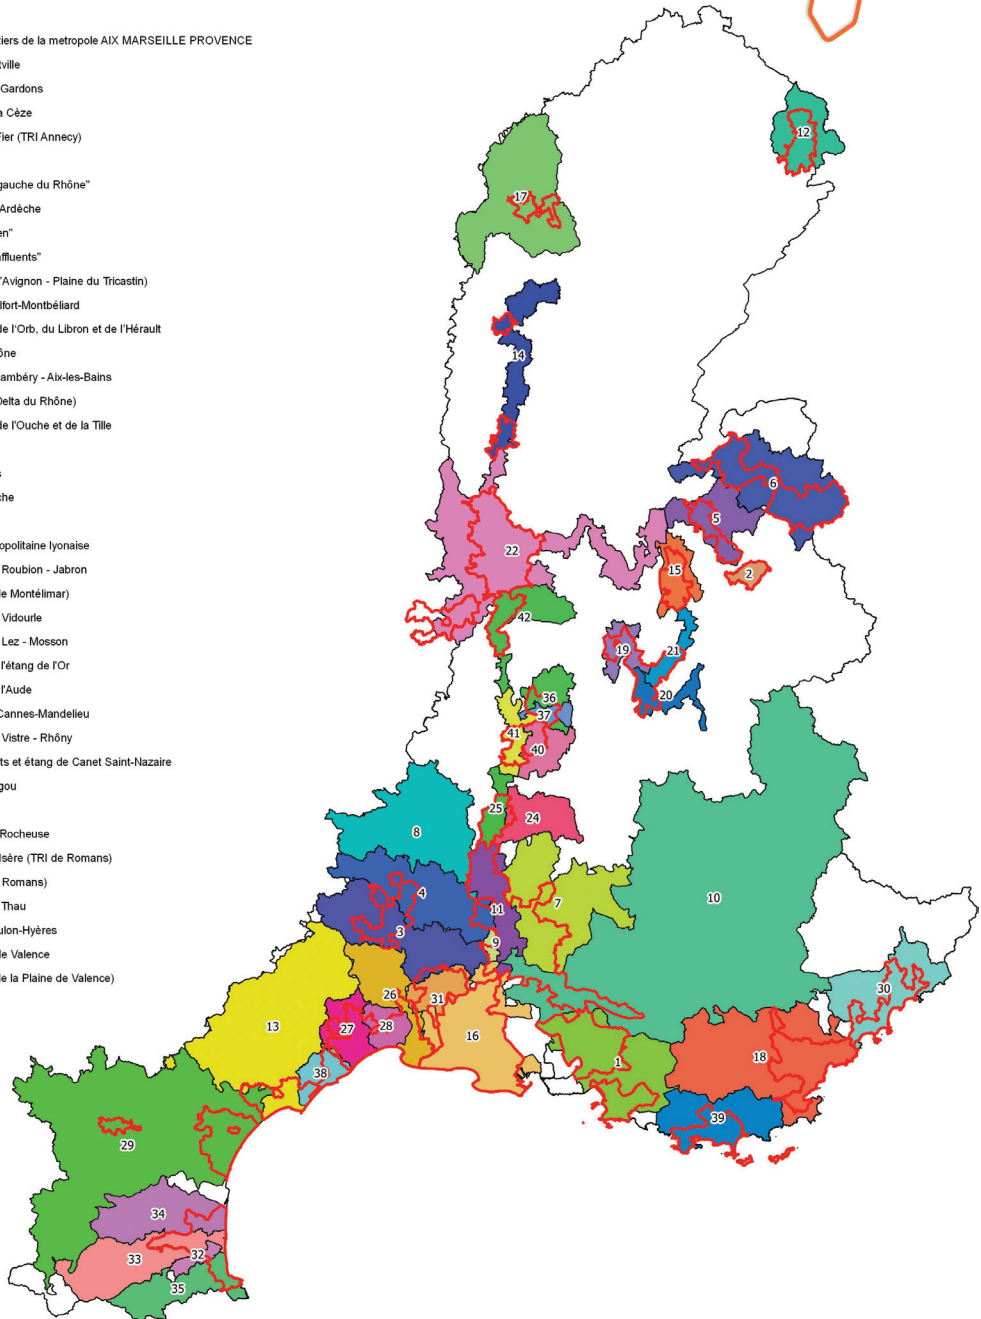 tiers de la metropole AIX MARSEILLE PROVENCE
tville
Gardons
a Cèze
Fier (TRI Annecy)
gauche du Rhône"
Ardèche
en"
affluents"
d'Avignon - Plaine du Tricastin)
lfort-Montbéliard
de l'Orb, du Libron et de l'Hérault
ône
ambéry - Aix-les-Bains
Delta du Rhône)
de l'Ouche et de la Tille
s
che
opolitaine lyonaise
Roubion - Jabron
de Montélimar)
Vidourle
Lez - Mosson
l'étang de l'Or
l'Aude
Cannes-Mandelieu
Vistre - Rhôny
ts et étang de Canet Saint-Nazaire
gou
Rocheuse
Isère (TRI de Romans)
Romans)
Thau
ulon-Hyères
de Valence
de la Plaine de Valence)
12
17
14
6
5
22
15
2
42
19
21
20
36
37
41
40
25
24
8
4
11
7
10
3
9
30
26
31
13
27
28
16
18
1
38
39
29
34
32
33
35